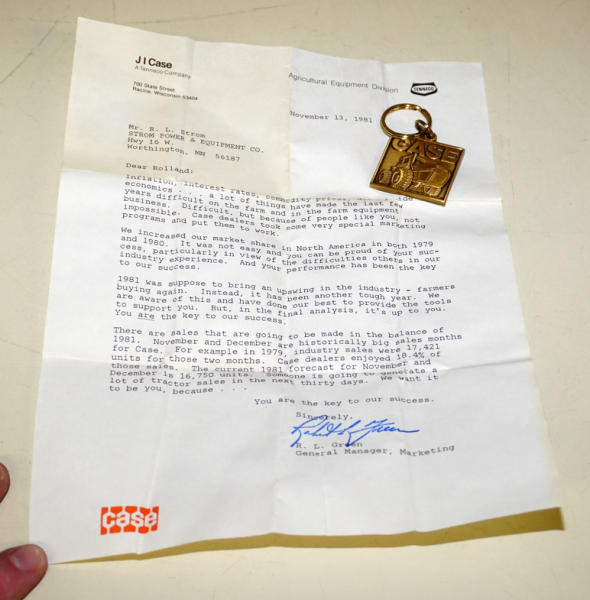 J I Case
A Tenneco Company
700 State Street
Racine, Wisconsin 53404
Agricultural Equipment Division
TENNECO
November 13, 1981
CASE
Mr. R. L. Strom
STROM POWER & EQUIPMENT CO.
Hwy 16 W.
Worthington, MN 56187
Dear Rolland:
Inflation, interest rates, commodity
economics . . . a lot of things have made the last few
years difficult on the farm and in the farm equipment
business. Difficult, but because of people like you, not
impossible. Case dealers took some very special marketing
programs and put them to work.
We increased our market share in North America in both 1979
and 1980. It was not easy and you can be proud of your suc-
cess, particularly in view of the difficulties others in our
industry experience. And your performance has been the key
to our success.
1981 was suppose to bring an upswing in the industry - farmers
buying again. Instead, it has been another tough year. We
are aware of this and have done our best to provide the tools
to support you. But, in the final analysis, it's up to you.
You are the key to our success.
There are sales that are going to be made in the balance of
1981. November and December are historically big sales months
for Case. For example in 1979, industry sales were 17,421
units for those two months. Case dealers enjoyed 18.4% of
those sales. The current 1981 forecast for November and
December is 16,750 units. Someone is going to generate a
lot of tractor sales in the next thirty days. We want it
to be you, because . . .
You are the key to our success.
Sincerely,
R. L. Green
General Manager, Marketing
case